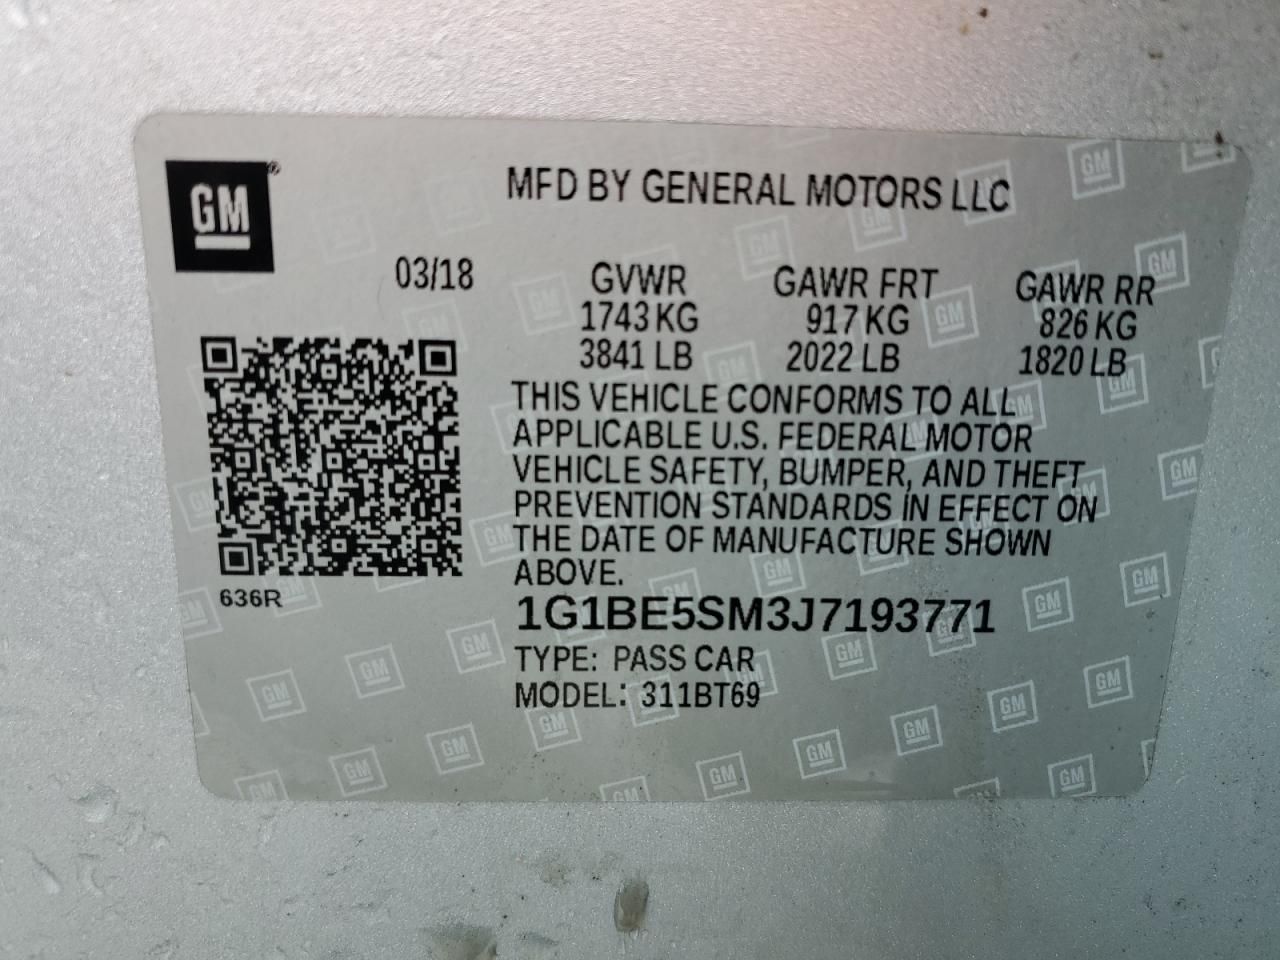 GM
MFD BY GENERAL MOTORS LLC
03/18
GVWR GAWR FRT GAWR RR
1743 KG 917 KG 826 KG
3841 LB 2022 LB 1820 LB
THIS VEHICLE CONFORMS TO ALL
APPLICABLE U.S. FEDERAL MOTOR
VEHICLE SAFETY, BUMPER, AND THEFT
PREVENTION STANDARDS IN EFFECT ON
THE DATE OF MANUFACTURE SHOWN
ABOVE.
636R
1G1BE5SM3J7193771
TYPE: PASS CAR
MODEL: 311BT69